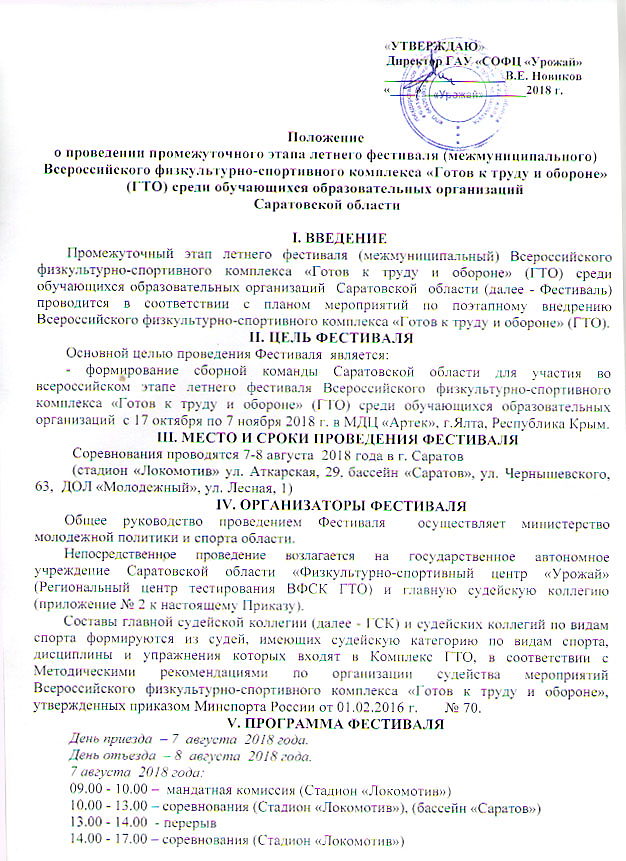 «УТВЕРЖДАЮ»
Директор ГАУ «СОФЦ «Урожай»
В.Е. Новиков
« 2018 г.
«Урожай»
Положение
о проведении промежуточного этапа летнего фестиваля (межмуниципального)
Всероссийского физкультурно-спортивного комплекса «Готов к труду и обороне»
(ГТО) среди обучающихся образовательных организаций
Саратовской области
I. ВВЕДЕНИЕ
Промежуточный этап летнего фестиваля (межмуниципальный) Всероссийского
физкультурно-спортивного комплекса «Готов к труду и обороне» (ГТО) среди
обучающихся образовательных организаций Саратовской области (далее - Фестиваль)
проводится в соответствии с планом мероприятий по поэтапному внедрению
Всероссийского физкультурно-спортивного комплекса «Готов к труду и обороне» (ГТО).
II. ЦЕЛЬ ФЕСТИВАЛЯ
Основной целью проведения Фестиваля является:
- формирование сборной команды Саратовской области для участия во
всероссийском этапе летнего фестиваля Всероссийского физкультурно-спортивного
комплекса «Готов к труду и обороне» (ГТО) среди обучающихся образовательных
организаций с 17 октября по 7 ноября 2018 г. в МДЦ «Артек», г.Ялта, Республика Крым.
III. МЕСТО И СРОКИ ПРОВЕДЕНИЯ ФЕСТИВАЛЯ
Соревнования проводятся 7-8 августа 2018 года в г. Саратов
(стадион «Локомотив» ул. Аткарская, 29. бассейн «Саратов», ул. Чернышевского,
63, ДОЛ «Молодежный», ул. Лесная, 1)
IV. ОРГАНИЗАТОРЫ ФЕСТИВАЛЯ
Общее руководство проведением Фестиваля осуществляет министерство
молодежной политики и спорта области.
Непосредственное проведение возлагается на государственное автономное
учреждение Саратовской области «Физкультурно-спортивный центр «Урожай»
(Региональный центр тестирования ВФСК ГТО) и главную судейскую коллегию
(приложение № 2 к настоящему Приказу).
Составы главной судейской коллегии (далее - ГСК) и судейских коллегий по видам
спорта формируются из судей, имеющих судейскую категорию по видам спорта,
дисциплины и упражнения которых входят в Комплекс ГТО, в соответствии с
Методическими рекомендациями по организации судейства мероприятий
Всероссийского физкультурно-спортивного комплекса «Готов к труду и обороне»,
утвержденных приказом Минспорта России от 01.02.2016 г. № 70.
V. ПРОГРАММА ФЕСТИВАЛЯ
День приезда – 7 августа 2018 года.
День отъезда – 8 августа 2018 года.
7 августа 2018 года:
09.00 - 10.00 – мандатная комиссия (Стадион «Локомотив»)
10.00 - 13.00 – соревнования (Стадион «Локомотив»), (бассейн «Саратов»)
13.00 - 14.00 - перерыв
14.00 - 17.00 – соревнования (Стадион «Локомотив»)